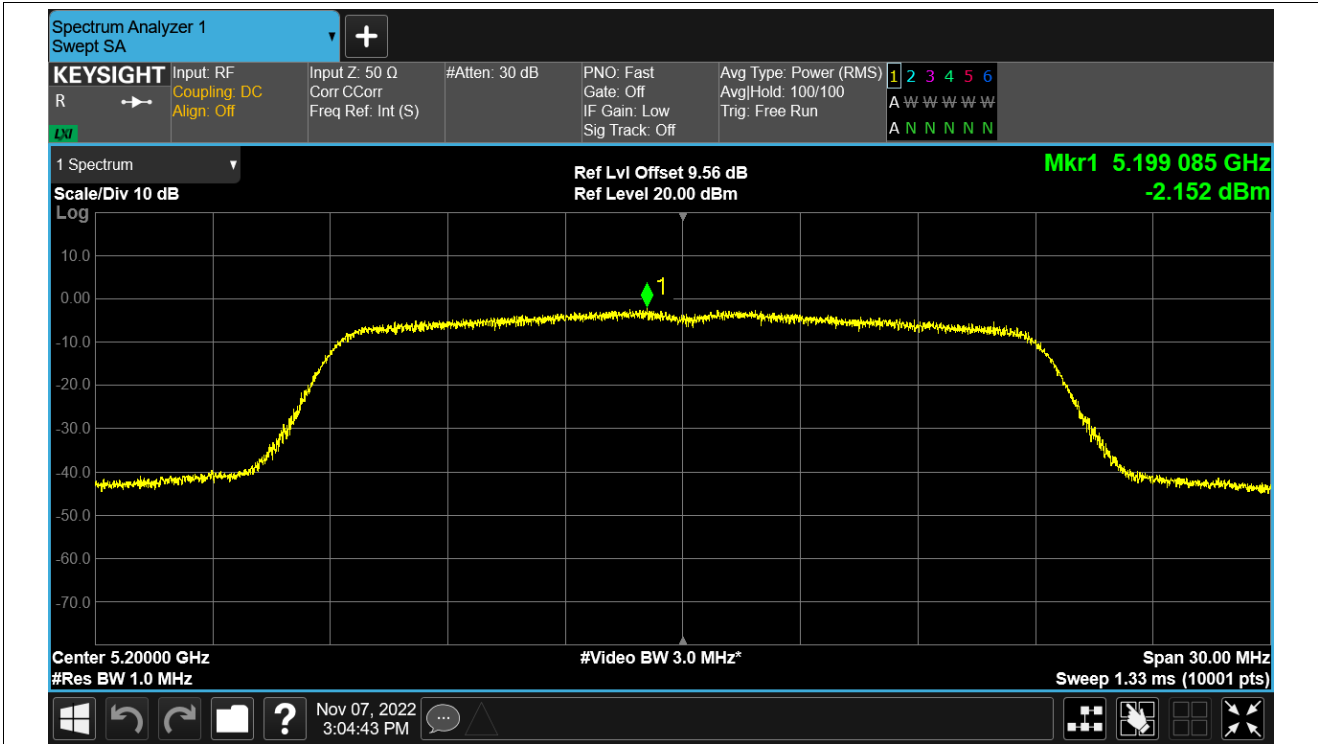 Spectrum Analyzer 1
Swept SA
KEYSIGHT
R
LXI
Input: RF
Coupling: DC
Align: Off
Input Z: 50 Ω
Corr CCorr
Freq Ref: Int (S)
#Atten: 30 dB
PNO: Fast
Gate: Off
IF Gain: Low
Sig Track: Off
Avg Type: Power (RMS)
Avg|Hold: 100/100
Trig: Free Run
1 2 3 4 5 6
A W W W W W
A N N N N N
1 Spectrum
Scale/Div 10 dB
Ref Lvl Offset 9.56 dB
Ref Level 20.00 dBm
Mkr1 5.199 085 GHz
-2.152 dBm
Log
10.0
0.00
-10.0
-20.0
-30.0
-40.0
-50.0
-60.0
-70.0
1
Center 5.20000 GHz
#Res BW 1.0 MHz
#Video BW 3.0 MHz*
Span 30.00 MHz
Sweep 1.33 ms (10001 pts)
?
Nov 07, 2022
3:04:43 PM